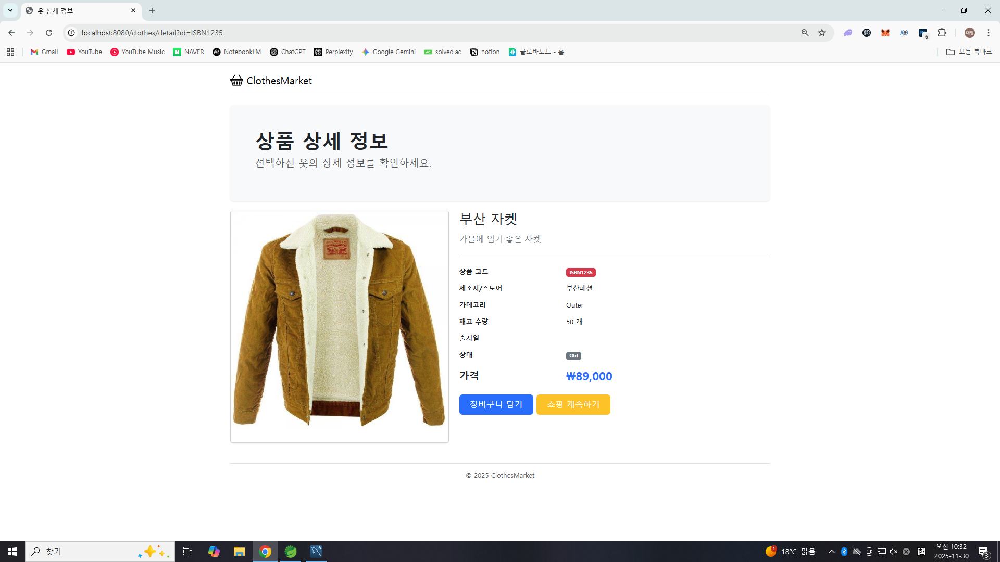 옷 상세 정보
localhost:8080/clothes/detail?id=ISBN1235
6
대영
Gmail
YouTube
YouTube Music
NAVER
NotebookLM
ChatGPT
Perplexity
Google Gemini
solved.ac
notion
클로바노트 - 홈
모든 북마크
ClothesMarket
상품 상세 정보
선택하신 옷의 상세 정보를 확인하세요.
부산 자켓
가을에 입기 좋은 자켓
상품 코드 ISBN1235
제조사/스토어 부산패션
카테고리 Outer
재고 수량 50 개
출시일
상태 Old
가격 ₩89,000
장바구니 담기 쇼핑 계속하기
© 2025 ClothesMarket
찾기
1
18°C 맑음
한
오전 10:32
2025-11-30
3